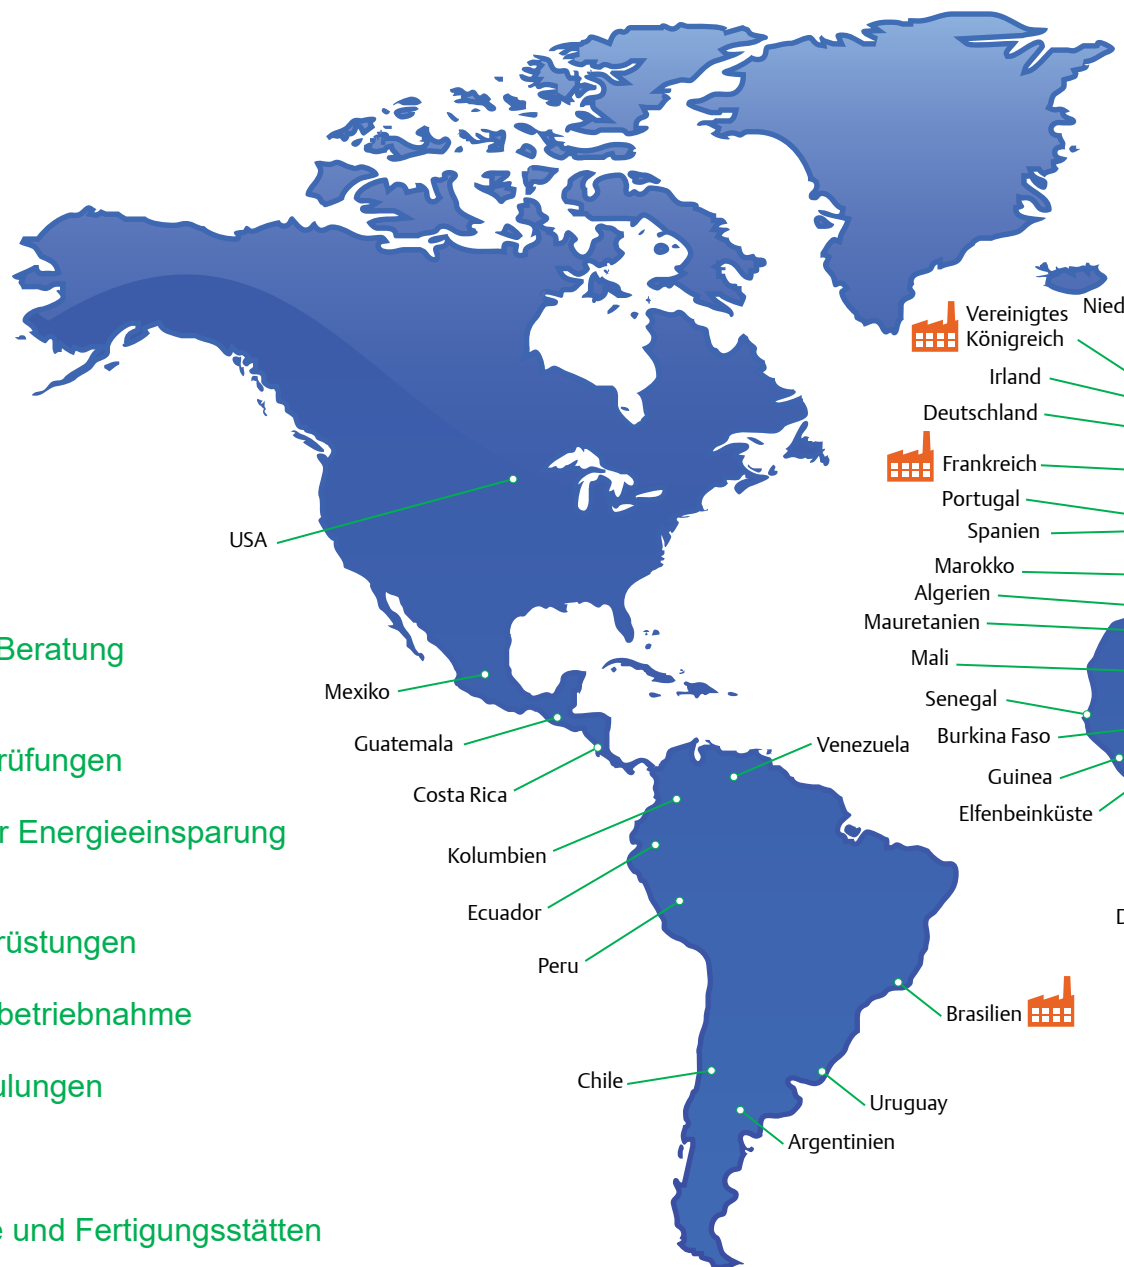 Vereinigtes
Königreich
Nied
Irland
Deutschland
Frankreich
Portugal
Spanien
USA
Marokko
Algerien
Mauretanien
Beratung
Mali
Mexiko
Senegal
Burkina Faso
Guatemala
Venezuela
rüfungen
Guinea
Costa Rica
Elfenbeinküste
r Energieeinsparung
Kolumbien
Ecuador
D
rüstungen
Peru
betriebnahme
Brasilien
Chile
ulungen
Uruguay
Argentinien
e und Fertigungsstätten